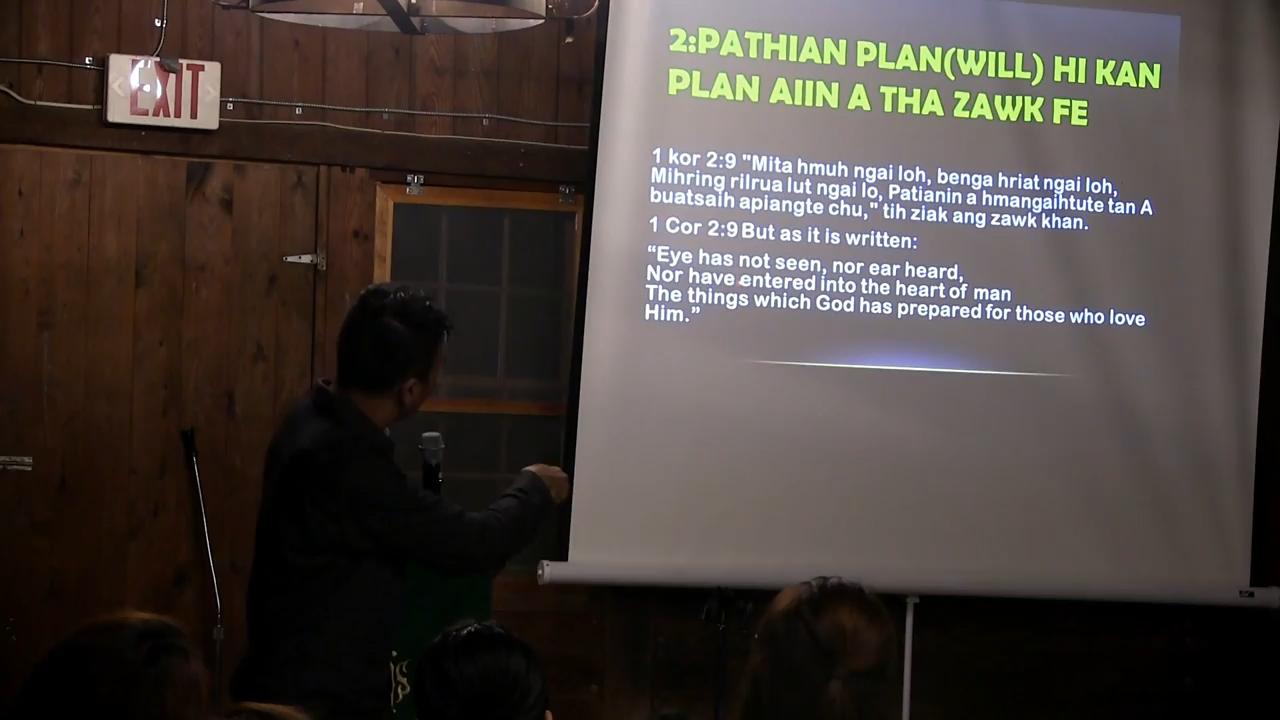 EXIT
2:PATHIAN PLAN(WILL) HI KAN
PLAN AIIN A THA ZAWK FE
1 kor 2:9 "Mita hmuh ngai loh, benga hriat ngai loh,
Mihring rilrua lut ngai lo, Patianin a hmangaihtute tan A
buatsaih apiangte chu," tih ziak ang zawk khan.
1 Cor 2:9 But as it is written:
“Eye has not seen, nor ear heard,
Nor have entered into the heart of man
The things which God has prepared for those who love
Him.”
is